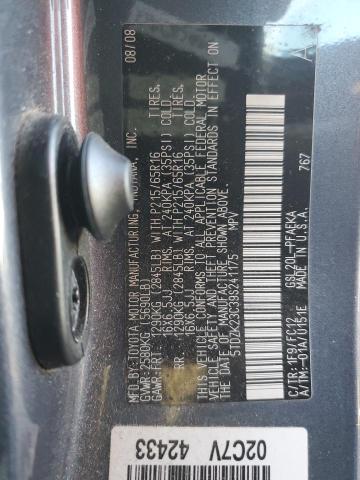 MFD.BY:TOYOTA MOTOR MANUFACTURING, INC. 08/08
GVWR:2580KG (5690LB)
GAWR:FRT. 1290KG (2845LB) WITH P215/65R16 TIRES,
16X6.5JJ RIMS, AT 240KPA (35PSI) COLD
RR. 1290KG (2845LB) WITH P215/65R16 TIRES,
16X6.5JJ RIMS, AT 240KPA (35PSI) COLD.
THIS VEHICLE CONFORMS TO ALL APPLICABLE FEDERAL MOTOR
VEHICLE SAFETY AND THEFT PREVENTION STANDARDS IN EFFECT ON
THE DATE OF MANUFACTURE SHOWN ABOVE.
5TDZK23C39S241175 MPV
C/TR:1F9/FC12 GSL20L-PFAEKA
A/TM:-01A/U151E MADE IN U.S.A. 767 A
02C7V 42433